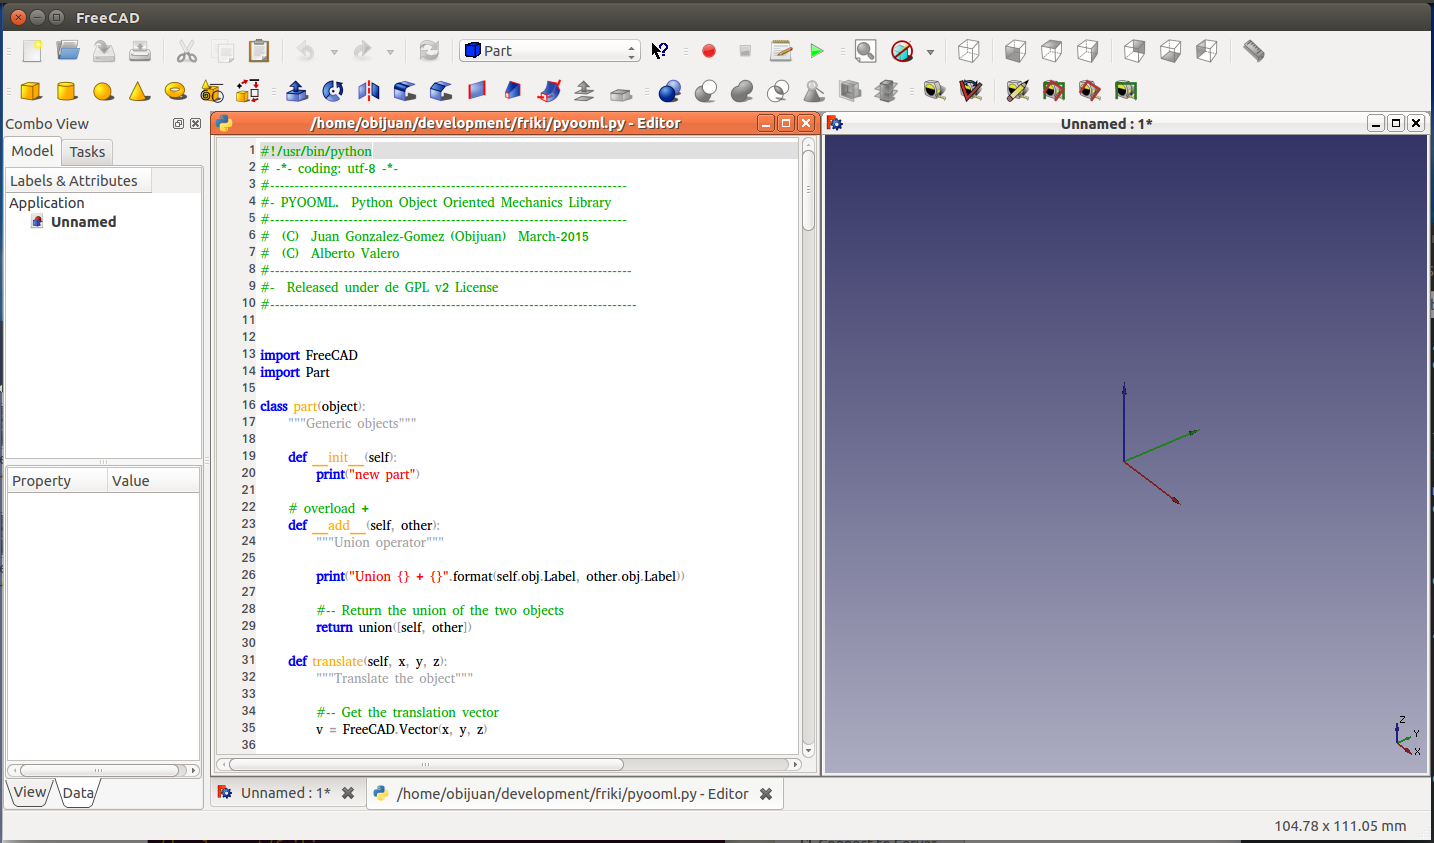 FreeCAD
Part
Combo View
Model
Tasks
Labels & Attributes
Application
Unnamed
Property
Value
View
Data
/home/obijuan/development/friki/pyooml.py - Editor
1 #!/usr/bin/python
2 # -*- coding: utf-8 -*-
3 #-----------------------------------------------------------------------
4 #- PYOOML. Python Object Oriented Mechanics Library
5 #-----------------------------------------------------------------------
6 # (C) Juan Gonzalez-Gomez (Obijuan) March-2015
7 # (C) Alberto Valero
8 #------------------------------------------------------------------------
9 #- Released under de GPL v2 License
10 #-------------------------------------------------------------------------
11
12
13 import FreeCAD
14 import Part
15
16 class part(object):
17 """Generic objects"""
18
19 def __init__(self):
20 print("new part")
21
22 # overload +
23 def __add__(self, other):
24 """Union operator"""
25
26 print("Union {} + {}".format(self.obj.Label, other.obj.Label))
27
28 #-- Return the union of the two objects
29 return union([self, other])
30
31 def translate(self, x, y, z):
32 """Translate the object"""
33
34 #-- Get the translation vector
35 v = FreeCAD.Vector(x, y, z)
36
Unnamed : 1*
Z
Y
X
Unnamed : 1*
/home/obijuan/development/friki/pyooml.py - Editor
104.78 x 111.05 mm